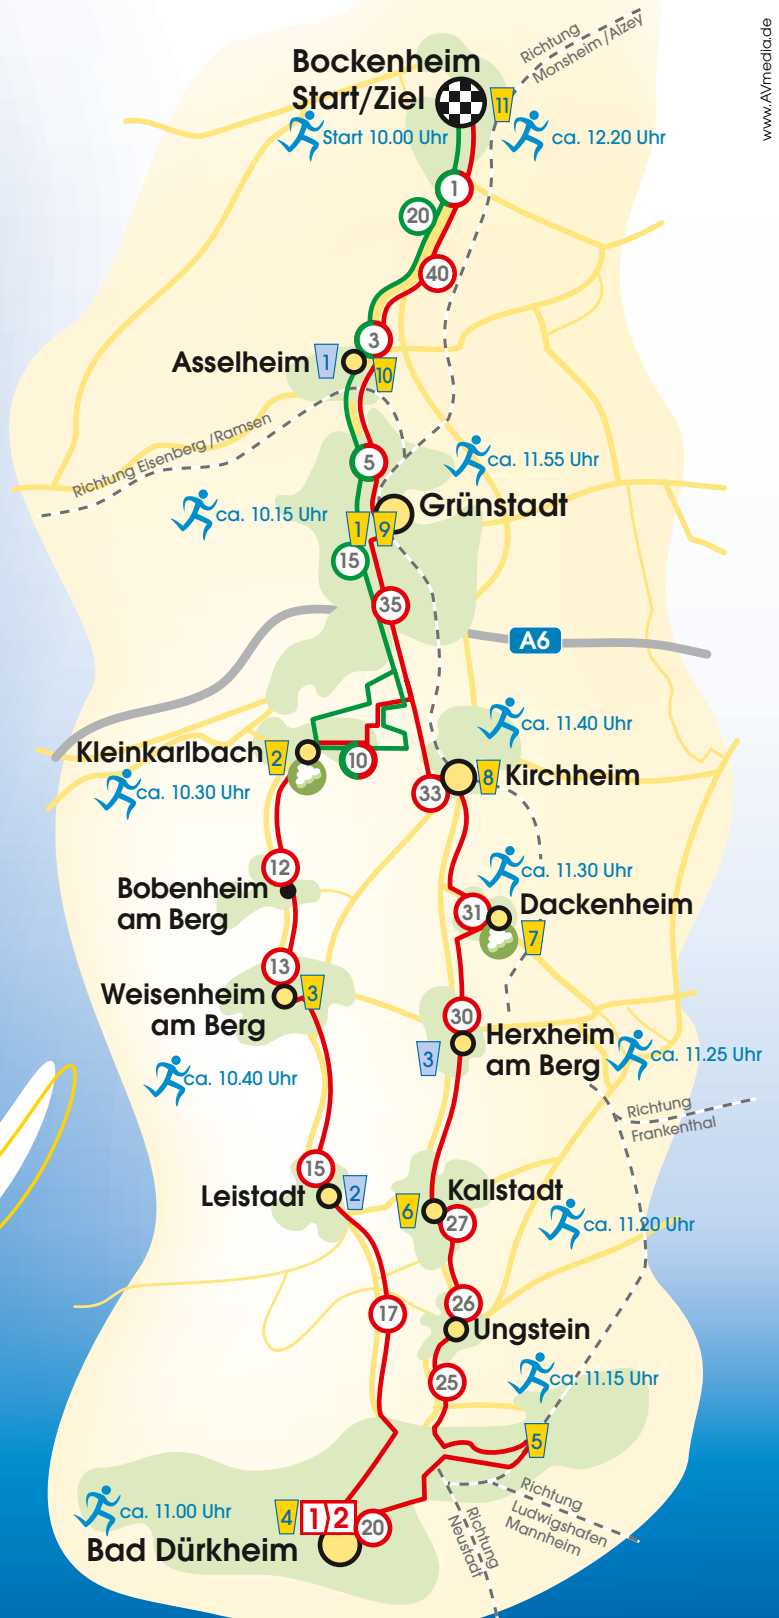 www.AVmedia.de
Richtung
Monsheim/Alzey
Bockenheim
Start/Ziel
11
Start 10.00 Uhr
ca. 12.20 Uhr
1
20
40
3
Asselheim
1
10
Richtung Eisenberg/Ramsen
5
ca. 11.55 Uhr
Grünstadt
ca. 10.15 Uhr
1
9
15
35
A6
ca. 11.40 Uhr
Kleinkarlbach
2
10
Kirchheim
8
33
ca. 10.30 Uhr
12
ca. 11.30 Uhr
Bobenheim
am Berg
31
Dackenheim
7
13
Weisenheim
am Berg
3
30
Herxheim
am Berg
3
ca. 11.25 Uhr
ca. 10.40 Uhr
Richtung
Frankenthal
15
Leistadt
2
Kallstadt
6
27
ca. 11.20 Uhr
26
17
Ungstein
25
ca. 11.15 Uhr
5
Richtung
Ludwigshafen
Mannheim
Richtung
Neustadt
ca. 11.00 Uhr
4
1 2
20
Bad Dürkheim